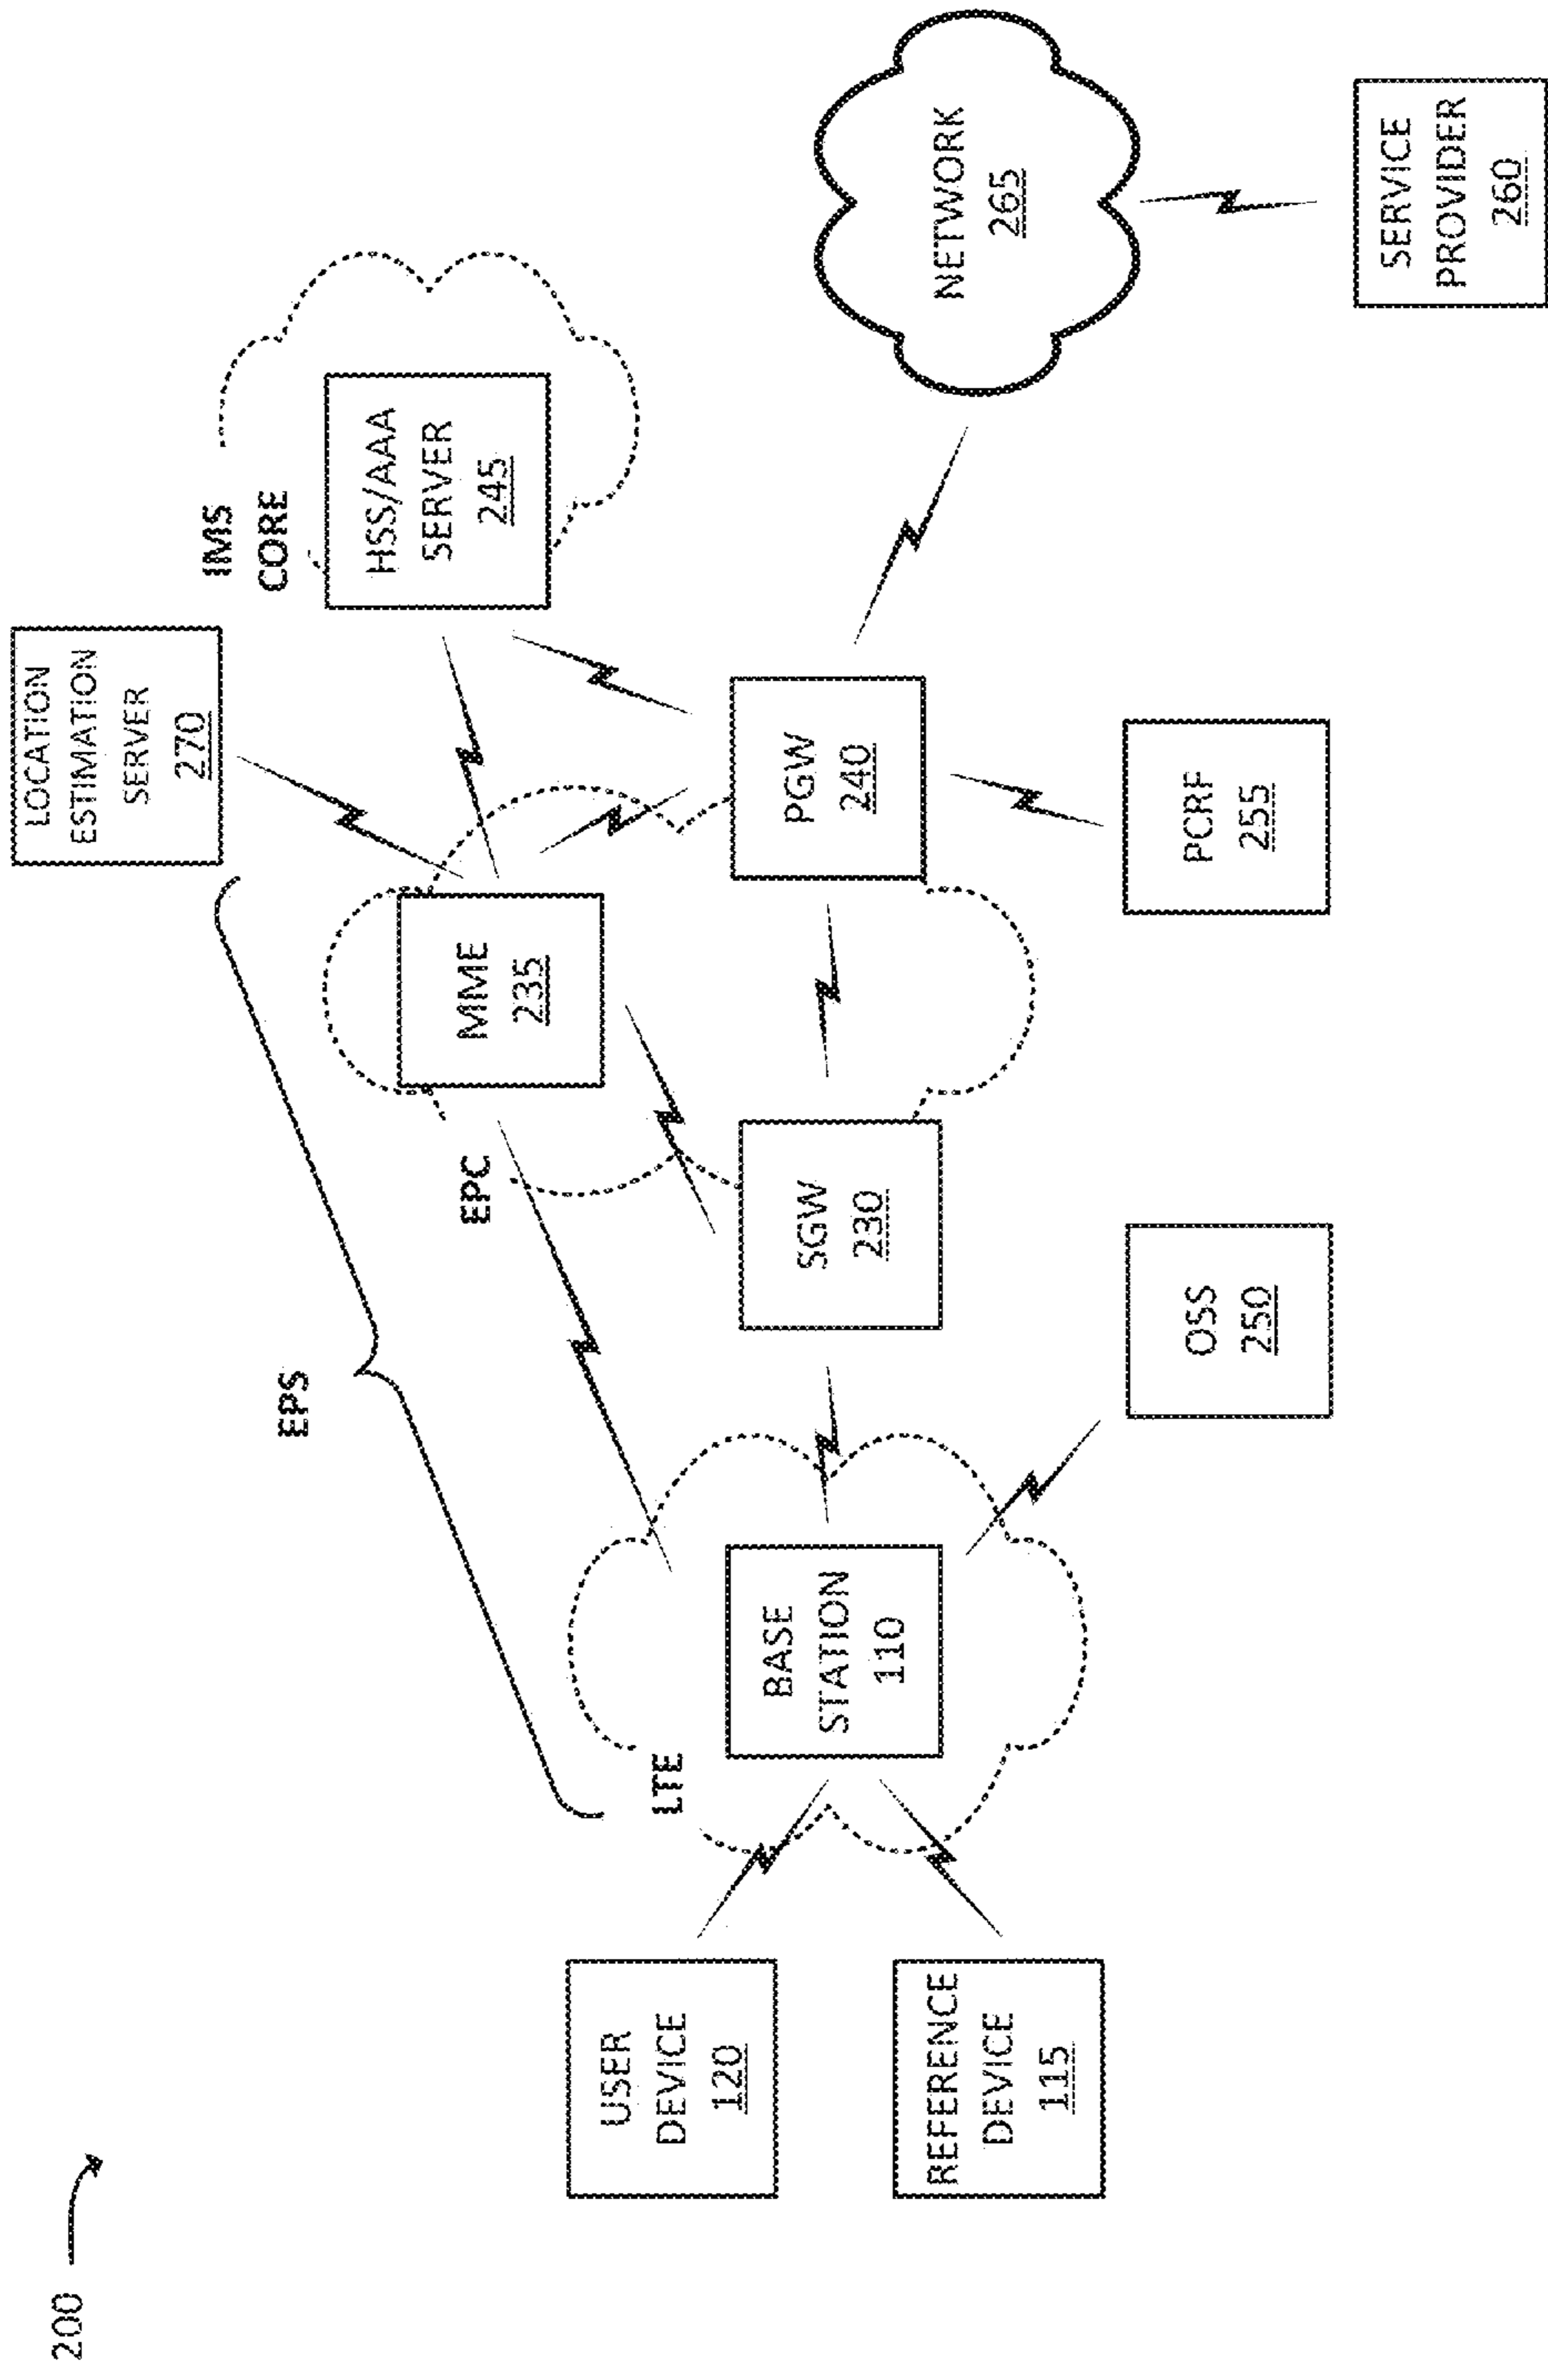 200
EPS
LOCATION
ESTIMATION
SERVER
270
IMS
CORE
HSS/AAA
SERVER
245
EPC
MME
235
LTE
USER
DEVICE
120
BASE
STATION
110
SGW
230
PGW
240
NETWORK
265
REFERENCE
DEVICE
115
OSS
250
PCRF
255
SERVICE
PROVIDER
260